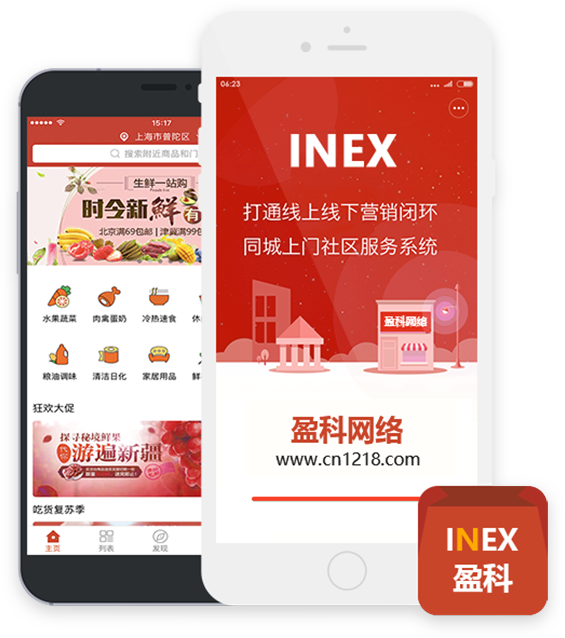 15:17
上海市普陀区
搜索附近商品和门
生鲜一站购
时令新鲜 有
北京满69包邮 | 津冀满99包
水果蔬菜
肉禽蛋奶
冷热速食
休
粮油调味
清洁日化
家居用品
鲜
狂欢大促
探寻秘境鲜果
游遍新疆
吃货复苏季
主页
列表
发现
06:23
INEX
打通线上线下营销闭环
同城上门社区服务系统
盈科网络
盈科网络
www.cn1218.com
INEX
盈科